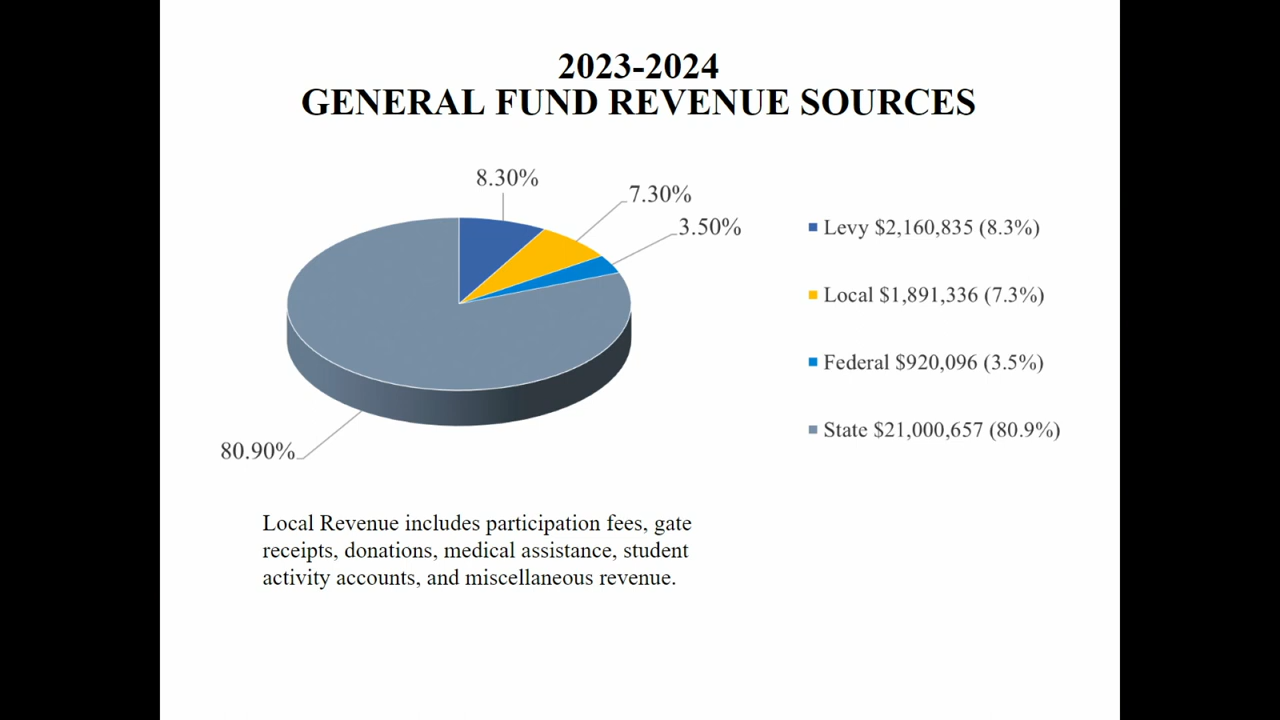 2023-2024
GENERAL FUND REVENUE SOURCES
8.30%
7.30%
3.50%
80.90%
Levy $2,160,835 (8.3%)
Local $1,891,336 (7.3%)
Federal $920,096 (3.5%)
State $21,000,657 (80.9%)
Local Revenue includes participation fees, gate
receipts, donations, medical assistance, student
activity accounts, and miscellaneous revenue.